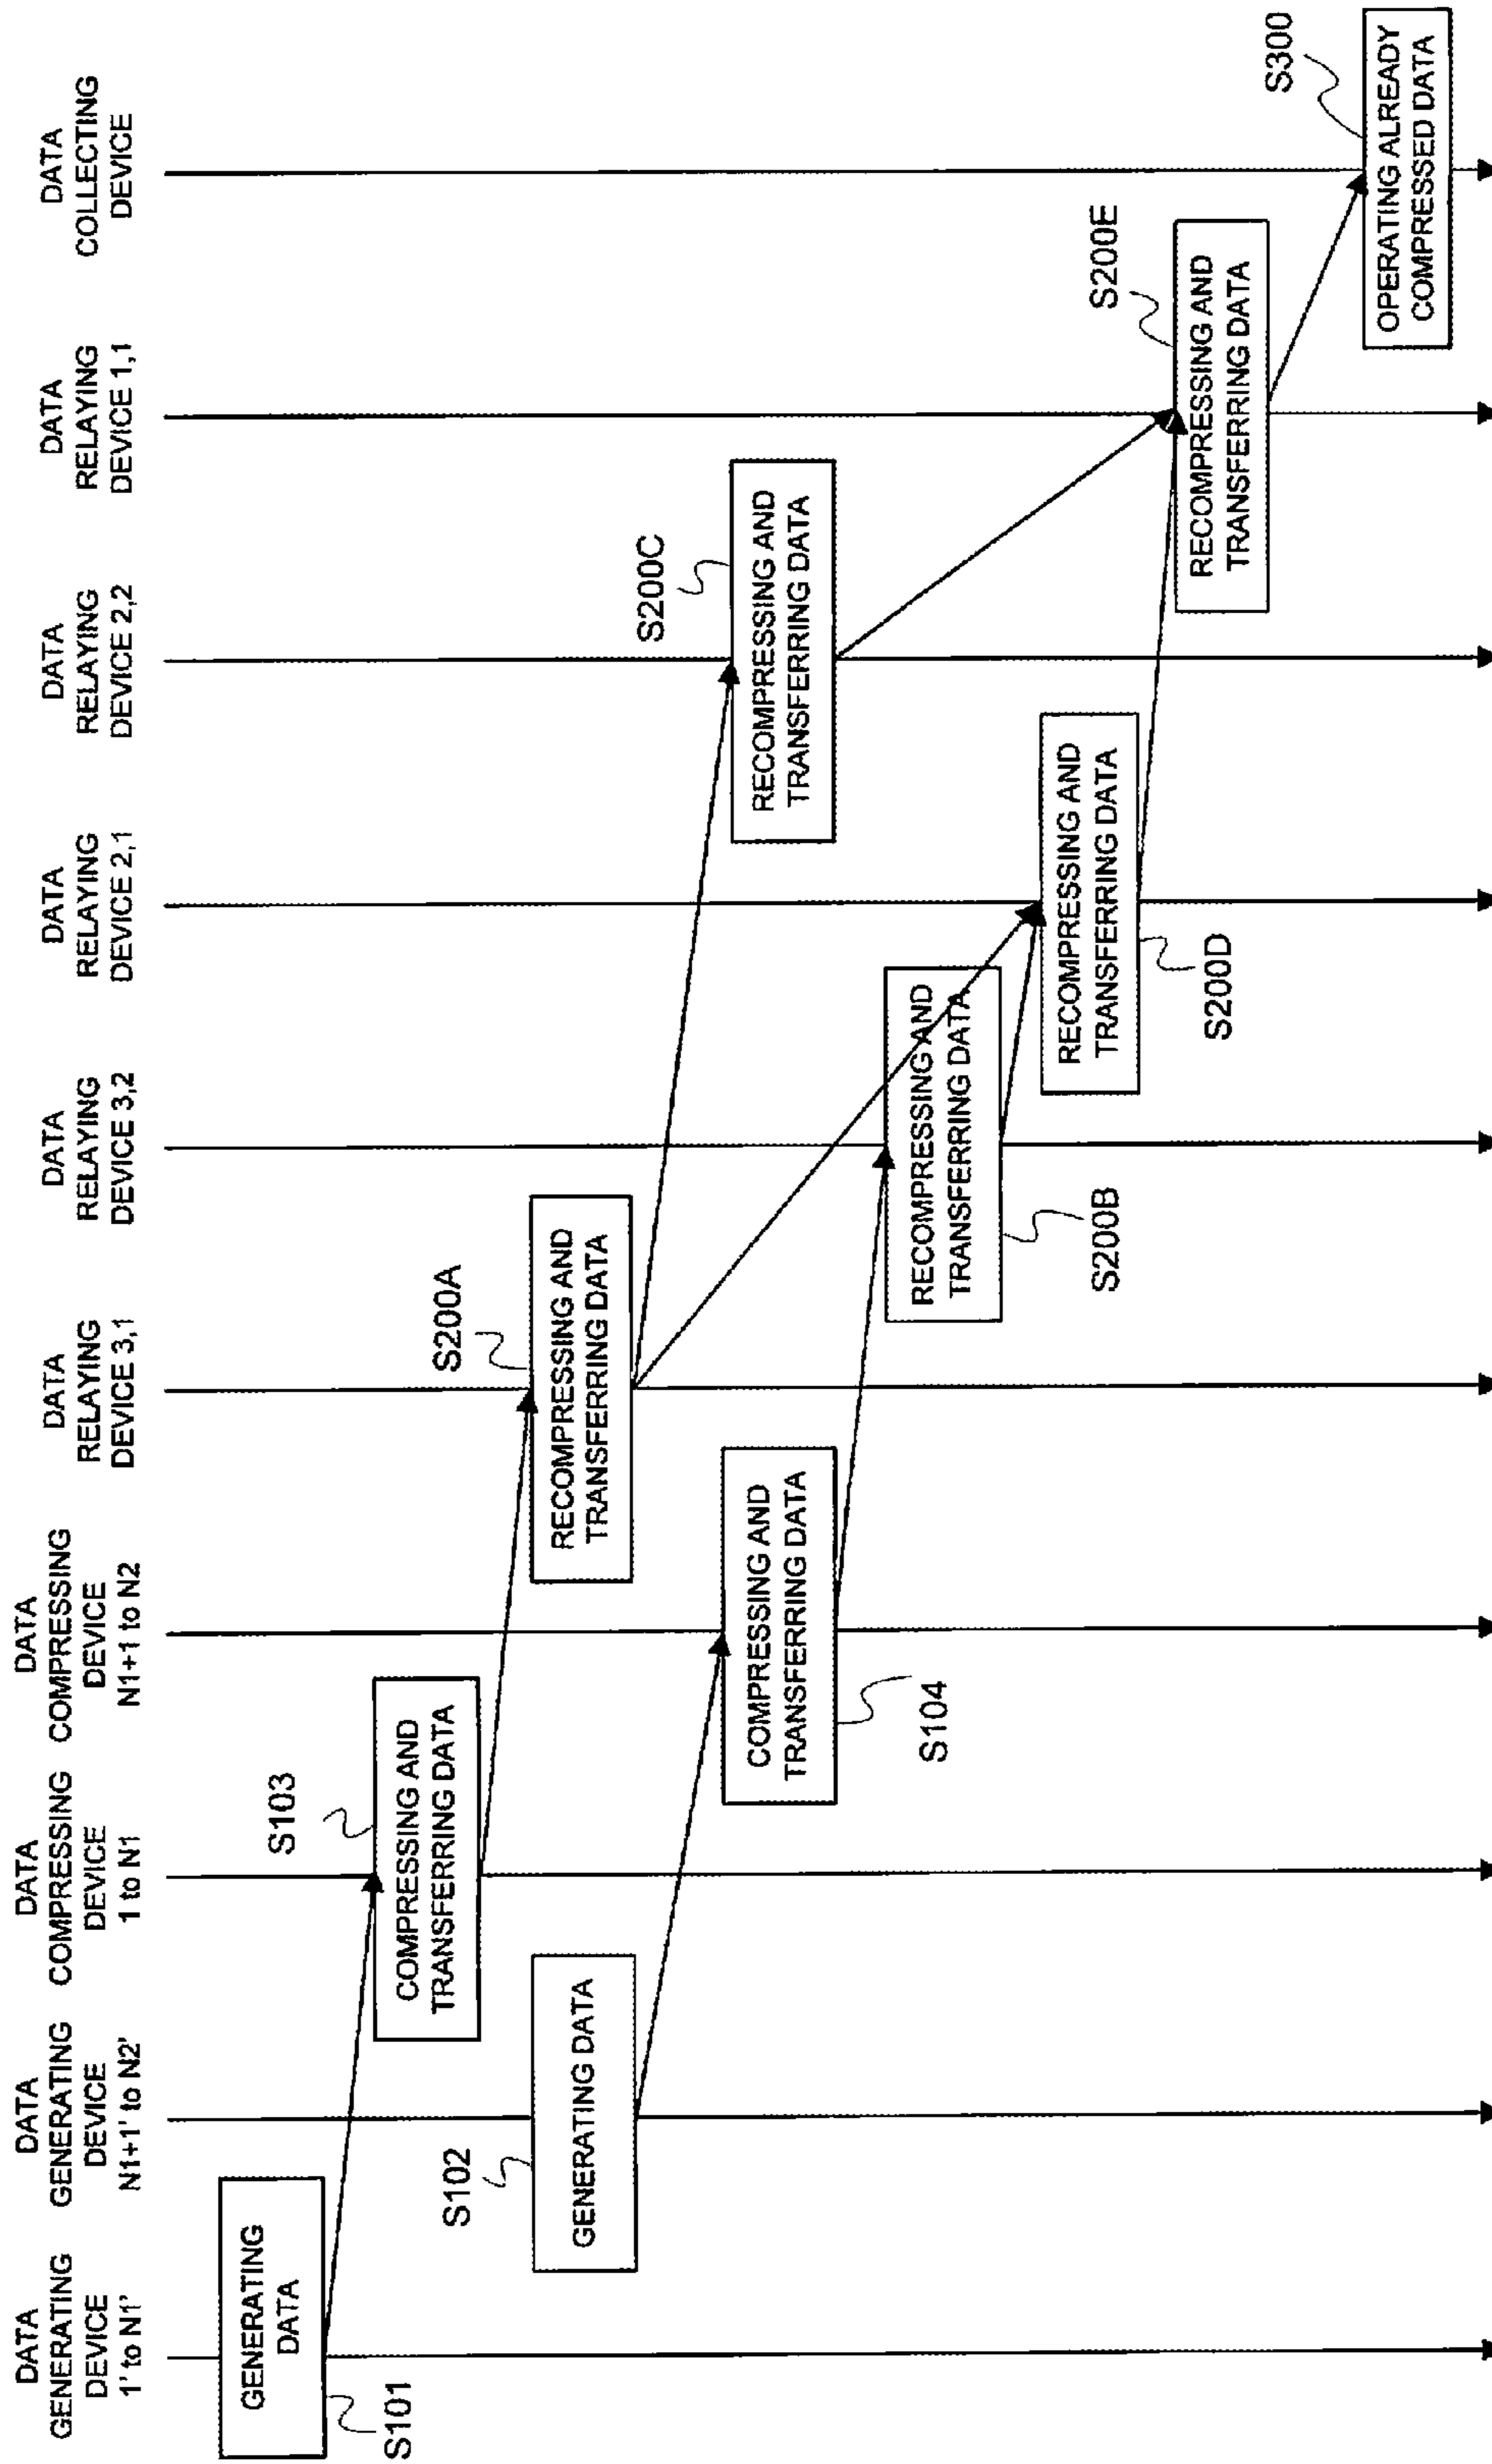 DATA
GENERATING
DEVICE
1' to N1'
DATA
GENERATING
DEVICE
N1+1' to N2'
DATA
COMPRESSING
DEVICE
1 to N1
DATA
COMPRESSING
DEVICE
N1+1 to N2
DATA
RELAYING
DEVICE 3,1
DATA
RELAYING
DEVICE 3,2
DATA
RELAYING
DEVICE 2,1
DATA
RELAYING
DEVICE 2,2
DATA
RELAYING
DEVICE 1,1
DATA
COLLECTING
DEVICE
GENERATING
DATA
S101
S103
COMPRESSING AND
TRANSFERRING DATA
S102
GENERATING DATA
S200A
RECOMPRESSING AND
TRANSFERRING DATA
COMPRESSING AND
TRANSFERRING DATA
S104
S200C
RECOMPRESSING AND
TRANSFERRING DATA
RECOMPRESSING AND
TRANSFERRING DATA
S200B
RECOMPRESSING AND
TRANSFERRING DATA
S200D
S200E
RECOMPRESSING AND
TRANSFERRING DATA
S300
OPERATING ALREADY
COMPRESSED DATA